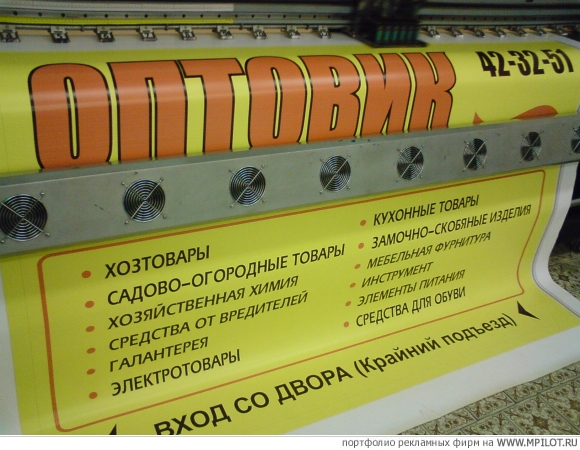 ОПТОВИК
42-32-51
ХОЗТОВАРЫ
САДОВО-ОГОРОДНЫЕ ТОВАРЫ
ХОЗЯЙСТВЕННАЯ ХИМИЯ
СРЕДСТВА ОТ ВРЕДИТЕЛЕЙ
ГАЛАНТЕРЕЯ
ЭЛЕКТРОТОВАРЫ
КУХОННЫЕ ТОВАРЫ
ЗАМОЧНО-СКОБЯНЫЕ ИЗДЕЛИЯ
МЕБЕЛЬНАЯ ФУРНИТУРА
ИНСТРУМЕНТ
ЭЛЕМЕНТЫ ПИТАНИЯ
СРЕДСТВА ДЛЯ ОБУВИ
ВХОД СО ДВОРА (Крайний подъезд)
портфолио рекламных фирм на WWW.MPILOT.RU